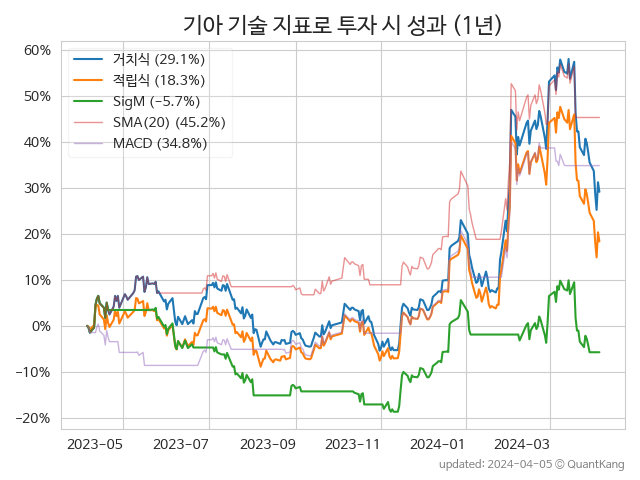 기아 기술 지표로 투자 시 성과 (1년)
거치식 (29.1%)
적립식 (18.3%)
SigM (−5.7%)
SMA(20) (45.2%)
MACD (34.8%)
60%
50%
40%
30%
20%
10%
0%
−10%
−20%
2023-05 2023-07 2023-09 2023-11 2024-01 2024-03
updated: 2024-04-05 © QuantKang